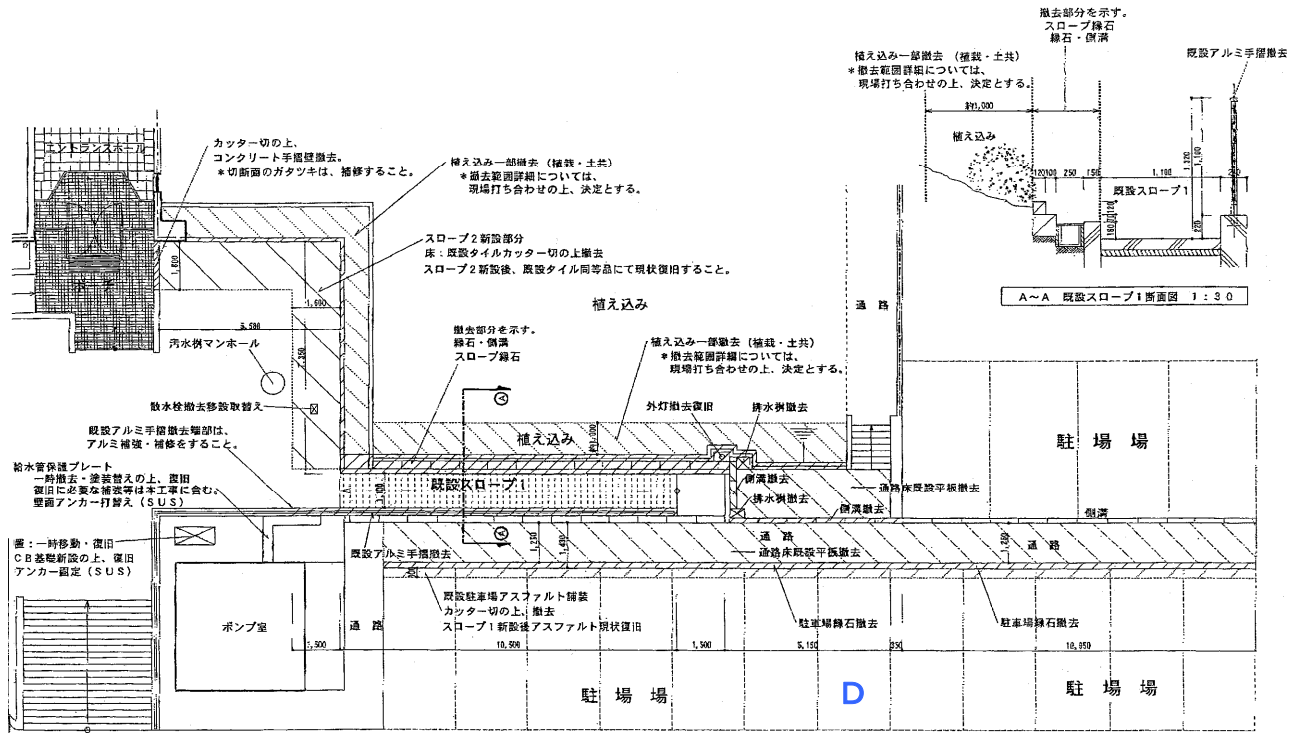 撤去部分を示す。
スロープ縁石
縁石・側溝
植え込み一部撤去 (植栽・土共)
*撤去範囲詳細については、
現場打ち合わせの上、決定とする。
既設アルミ手摺撤去
約1,000
植え込み
120
100
250
150
1,100
既設スロープ1
1,320
1,100
220
A~A 既設スロープ1断面図 1:30
エントランスホール
ポーチ
カッター切の上、
コンクリート手摺壁撤去。
*切断面のガタツキは、補修すること。
植え込み一部撤去 (植栽・土共)
*撤去範囲詳細については、
現場打ち合わせの上、決定とする。
スロープ2新設部分
床:既設タイルカッター切の上撤去
スロープ2新設後、既設タイル同等品にて現状復旧すること。
植え込み
通路
汚水桝マンホール
撤去部分を示す。
縁石・側溝
スロープ縁石
植え込み一部撤去 (植栽・土共)
*撤去範囲詳細については、
現場打ち合わせの上、決定とする。
散水栓撤去移設取替え
A
外灯撤去復旧
排水桝撤去
既設アルミ手摺撤去端部は、
アルミ補強・補修をすること。
植え込み
約1,000
駐場場
給水管保護プレート
一時撤去・塗装替えの上、復旧
復旧に必要な補強等は本工事に含む。
壁面アンカー打替え(SUS)
既設スロープ1
側溝撤去
排水桝撤去
通路床既設平板撤去
側溝撤去
側溝
置:一時移動・復旧
CB基礎新設の上、復旧
アンカー固定(SUS)
A
既設アルミ手摺撤去
通路
通路床既設平板撤去
通路
既設駐車場アスファルト舗装
カッター切の上、撤去
スロープ1新設後アスファルト現状復旧
駐車場縁石撤去
駐車場縁石撤去
ポンプ室
通路
10,500
1,500
5,150
350
駐場場
D
駐場場